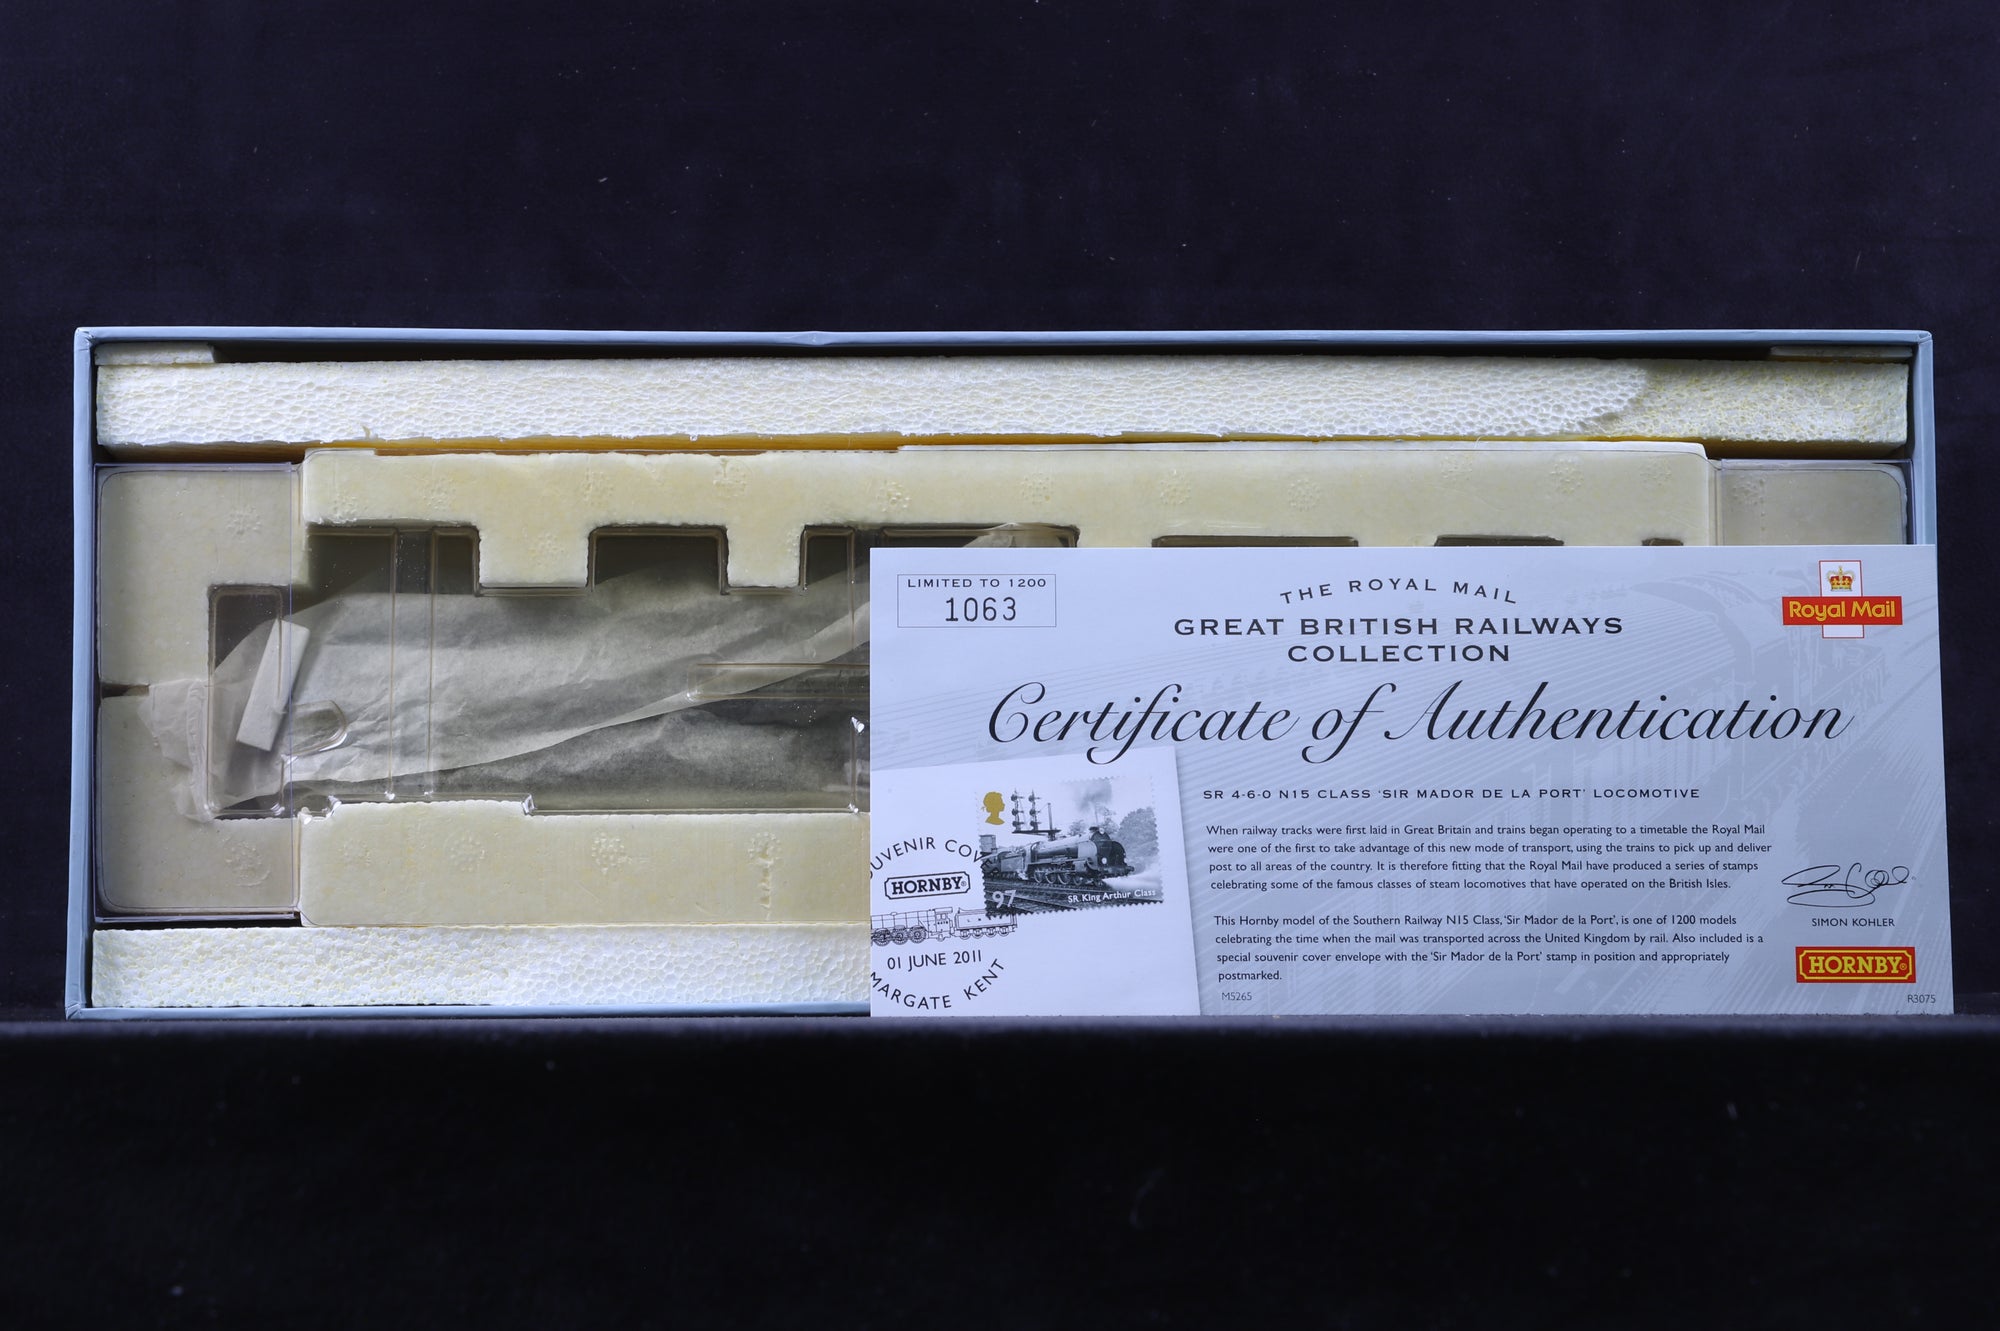 LIMITED TO 1200
1063
THE ROYAL MAIL
GREAT BRITISH RAILWAYS
COLLECTION
Royal Mail
Certificate of Authentication
SR 4-6-0 N15 CLASS ‘SIR MADOR DE LA PORT’ LOCOMOTIVE
When railway tracks were first laid in Great Britain and trains began operating to a timetable the Royal Mail
were one of the first to take advantage of this new mode of transport, using the trains to pick up and deliver
post to all areas of the country. It is therefore fitting that the Royal Mail have produced a series of stamps
celebrating some of the famous classes of steam locomotives that have operated on the British Isles.
This Hornby model of the Southern Railway N15 Class, ‘Sir Mador de la Port’, is one of 1200 models
celebrating the time when the mail was transported across the United Kingdom by rail. Also included is a
special souvenir cover envelope with the ‘Sir Mador de la Port’ stamp in position and appropriately
postmarked.
M5265
SIMON KOHLER
HORNBY®
R3075
OUVENIR COV
HORNBY®
97
SR King Arthur Class
01 JUNE 2011
MARGATE KENT